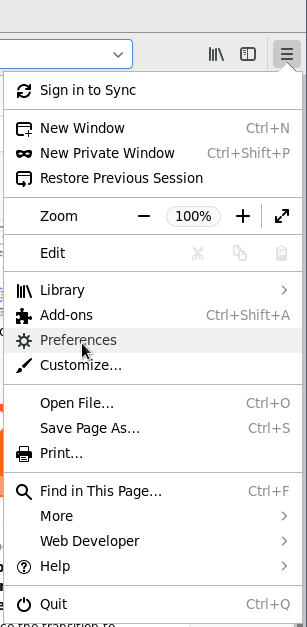 Sign in to Sync
New Window Ctrl+N
New Private Window Ctrl+Shift+P
Restore Previous Session
Zoom 100%
Edit
Library
Add-ons Ctrl+Shift+A
Preferences
Customize...
Open File... Ctrl+O
Save Page As... Ctrl+S
Print...
Find in This Page... Ctrl+F
More
Web Developer
Help
Quit Ctrl+Q